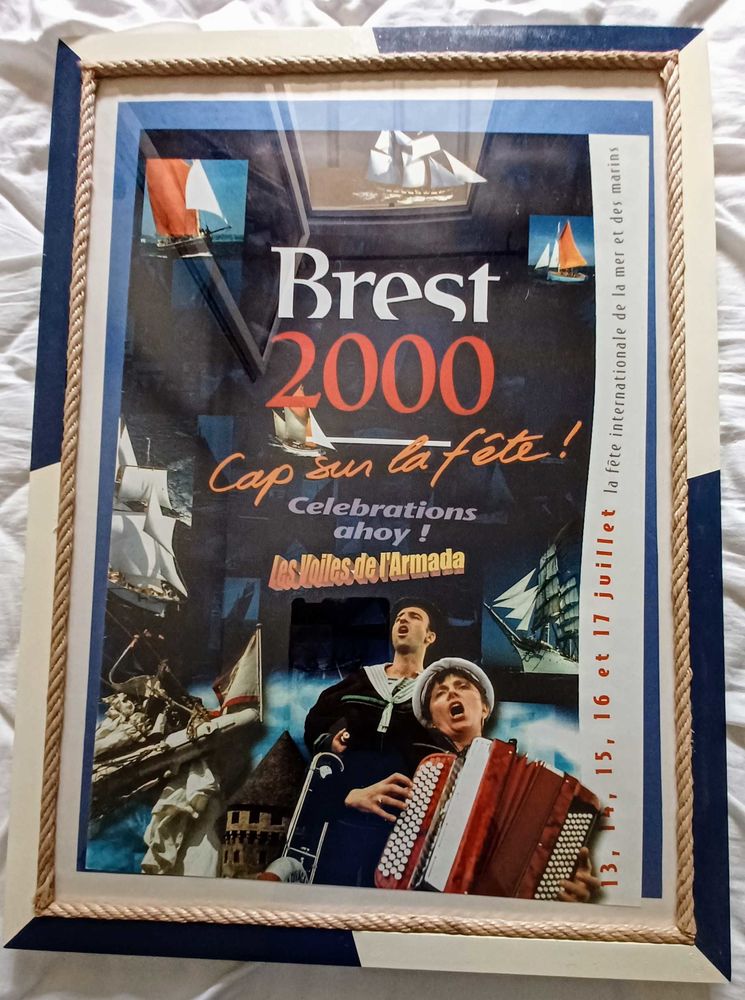 Brest
2000
Cap sur la fête !
Celebrations
ahoy !
Les Voiles de l'Armada
13, 14, 15, 16 et 17 juillet la fête internationale de la mer et des marins